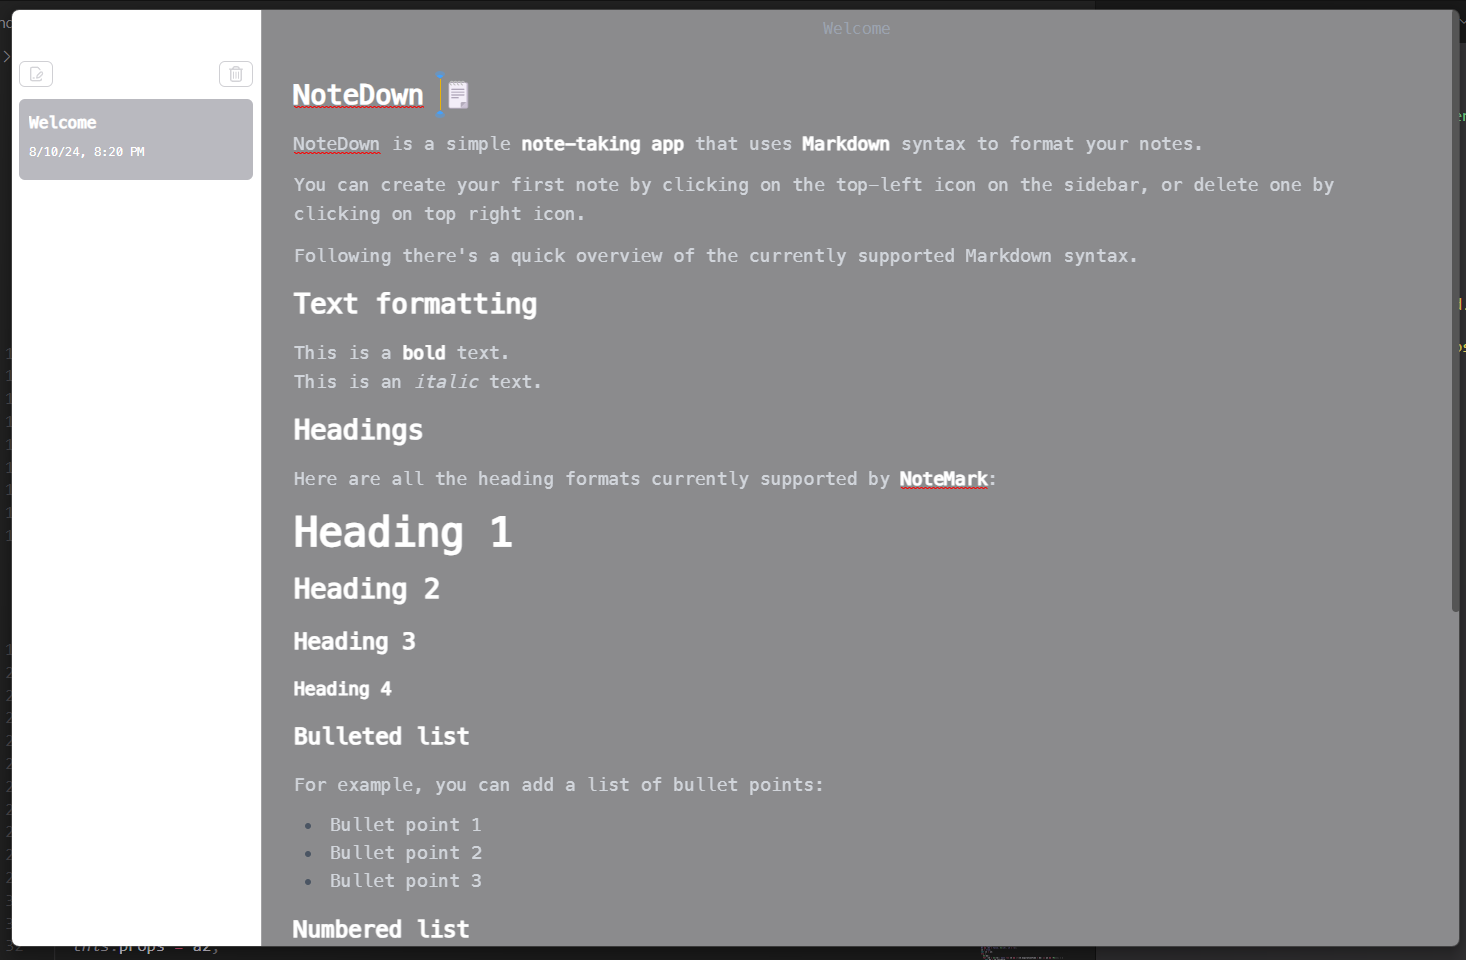 Welcome
Welcome
8/10/24, 8:20 PM
NoteDown
NoteDown is a simple note-taking app that uses Markdown syntax to format your notes.
You can create your first note by clicking on the top-left icon on the sidebar, or delete one by
clicking on top right icon.
Following there's a quick overview of the currently supported Markdown syntax.
Text formatting
This is a bold text.
This is an italic text.
Headings
Here are all the heading formats currently supported by NoteMark:
Heading 1
Heading 2
Heading 3
Heading 4
Bulleted list
For example, you can add a list of bullet points:
• Bullet point 1
• Bullet point 2
• Bullet point 3
Numbered list